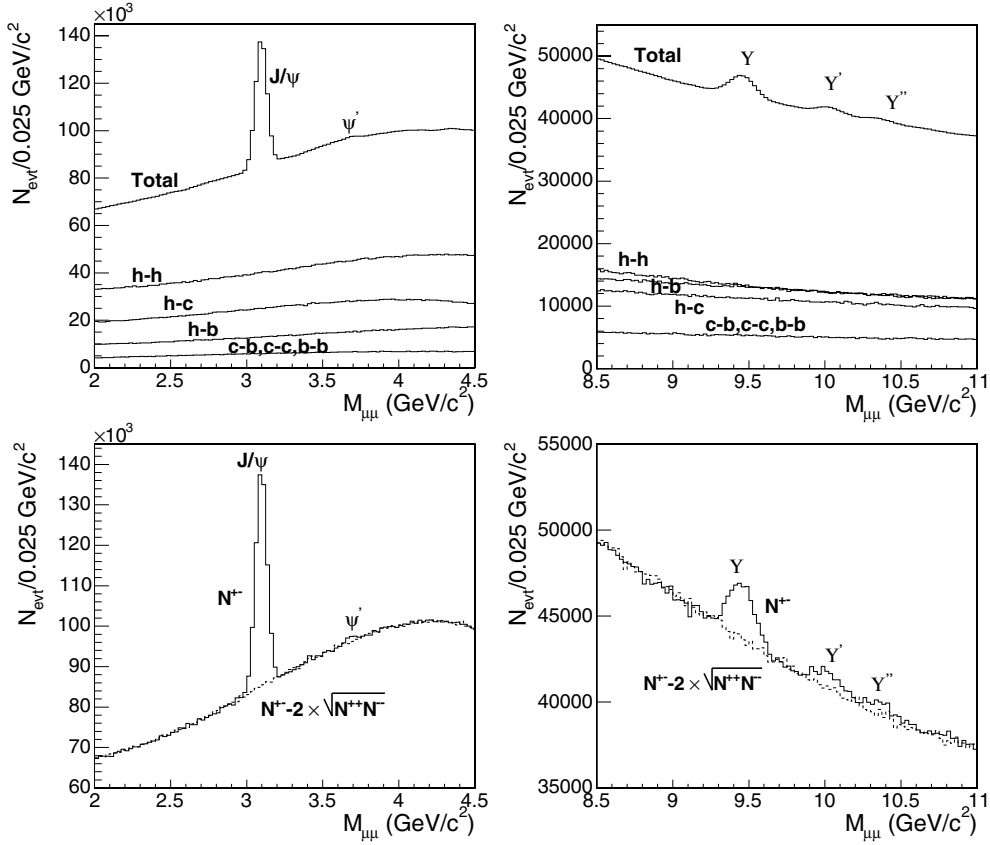 ×10³
N_evt/0.025 GeV/c²
140
120
100
80
60
40
20
0
J/ψ
ψ'
Total
h-h
h-c
h-b
c-b,c-c,b-b
2 2.5 3 3.5 4 4.5
M_μμ (GeV/c²)
N_evt/0.025 GeV/c²
50000
40000
30000
20000
10000
0
Total
Υ
Υ'
Υ''
h-h
h-b
h-c
c-b,c-c,b-b
8.5 9 9.5 10 10.5 11
M_μμ (GeV/c²)
×10³
N_evt/0.025 GeV/c²
140
130
120
110
100
90
80
70
60
J/ψ
N⁺⁻
ψ'
N⁺⁻-2 × √N⁺⁺N⁻⁻
2 2.5 3 3.5 4 4.5
M_μμ (GeV/c²)
N_evt/0.025 GeV/c²
55000
50000
45000
40000
35000
Υ
N⁺⁻
Υ'
Υ''
N⁺⁻-2 × √N⁺⁺N⁻⁻
8.5 9 9.5 10 10.5 11
M_μμ (GeV/c²)